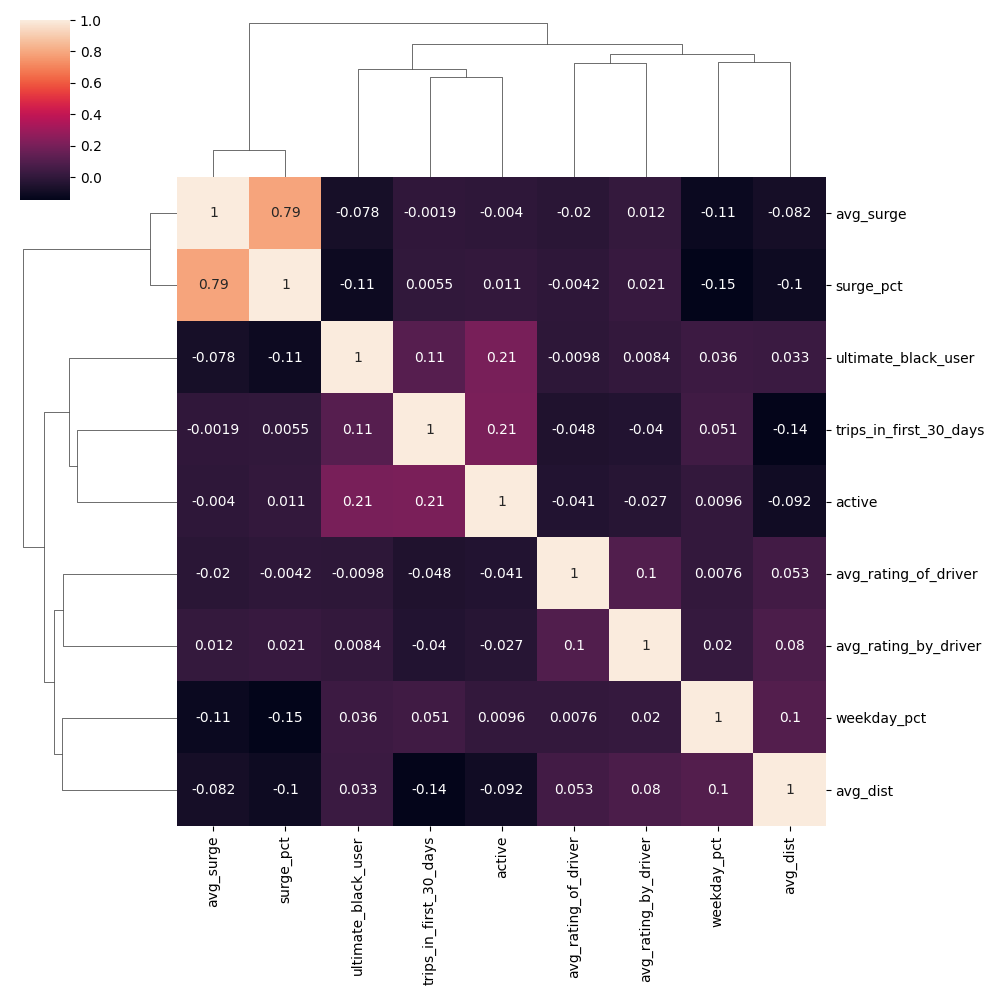 1.0
0.8
0.6
0.4
0.2
0.0
1 0.79 -0.078 -0.0019 -0.004 -0.02 0.012 -0.11 -0.082 avg_surge
0.79 1 -0.11 0.0055 0.011 -0.0042 0.021 -0.15 -0.1 surge_pct
-0.078 -0.11 1 0.11 0.21 -0.0098 0.0084 0.036 0.033 ultimate_black_user
-0.0019 0.0055 0.11 1 0.21 -0.048 -0.04 0.051 -0.14 trips_in_first_30_days
-0.004 0.011 0.21 0.21 1 -0.041 -0.027 0.0096 -0.092 active
-0.02 -0.0042 -0.0098 -0.048 -0.041 1 0.1 0.0076 0.053 avg_rating_of_driver
0.012 0.021 0.0084 -0.04 -0.027 0.1 1 0.02 0.08 avg_rating_by_driver
-0.11 -0.15 0.036 0.051 0.0096 0.0076 0.02 1 0.1 weekday_pct
-0.082 -0.1 0.033 -0.14 -0.092 0.053 0.08 0.1 1 avg_dist
avg_surge
surge_pct
ultimate_black_user
trips_in_first_30_days
active
avg_rating_of_driver
avg_rating_by_driver
weekday_pct
avg_dist